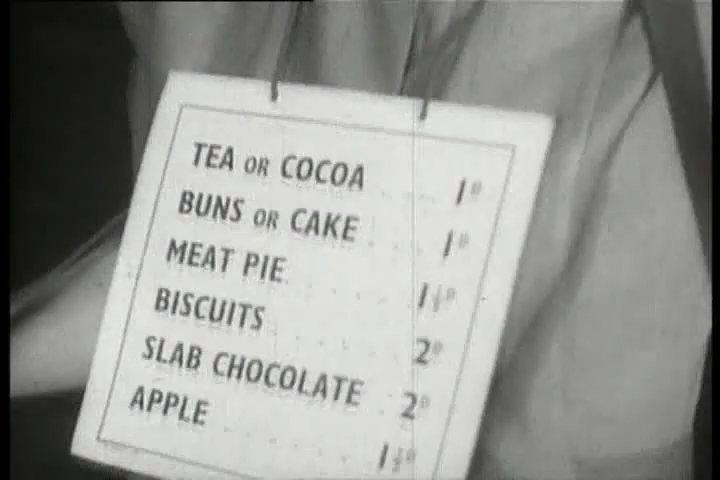 TEA OR COCOA .... 1D
BUNS OR CAKE .... 1D
MEAT PIE .... 1½D
BISCUITS .... 2D
SLAB CHOCOLATE . 2D
APPLE .... 1½D